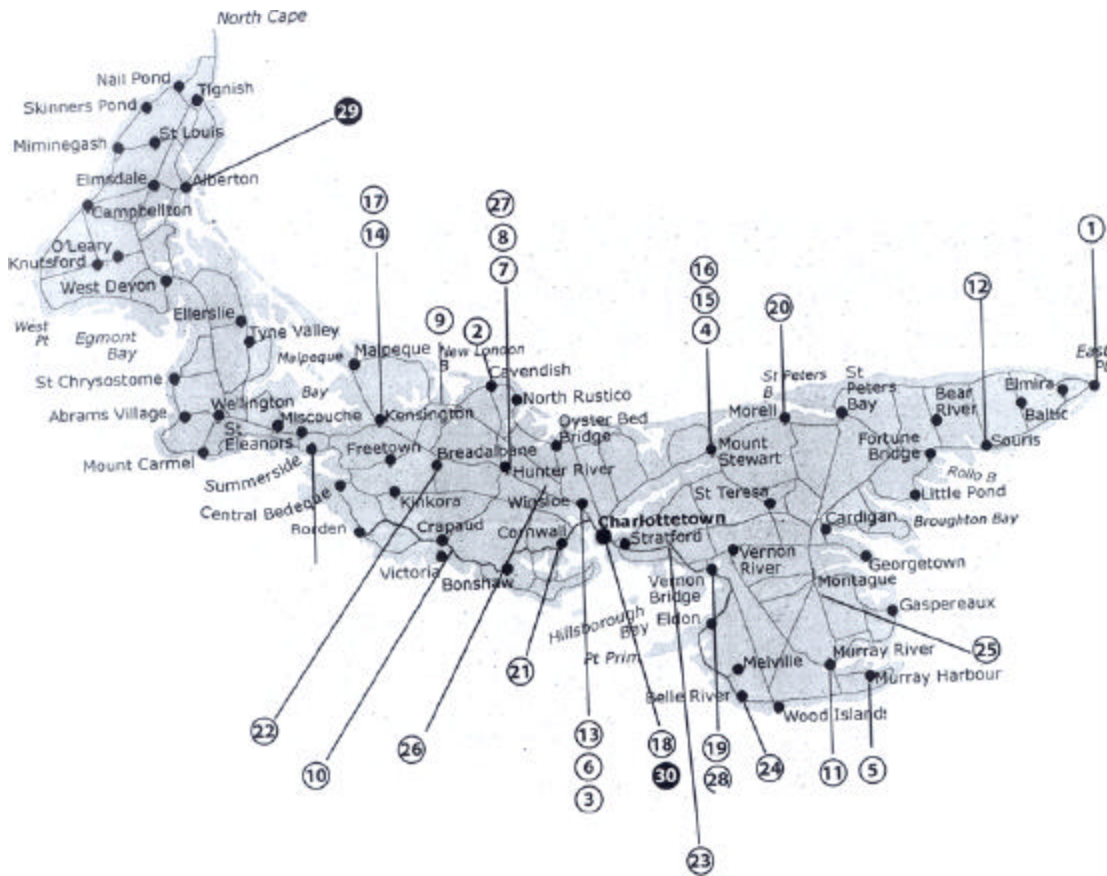 North Cape
Nail Pond
Tignish
Skinners Pond
29
St Louis
Miminegash
Elmsdale
Alberton
17
27
Campbellton
14
8
1
O'Leary
Knutsford
7
16
12
West Devon
15
20
Ellerslie
9
2
4
West
Pt
Egmont
Bay
Tyne Valley
Malpeque
Bay
Malpeque
New London
B
East
Pt
St Chrysostome
Cavendish
St Peters
B
St
Peters
Bay
Bear
River
Elmira
Wellington
North Rustico
Abrams Village
Miscouche
Kensington
Oyster Bed
Bridge
Morell
Baltic
St
Eleanors
Fortune
Bridge
Souris
Mount Carmel
Freetown
Breadalbane
Mount
Stewart
Summerside
Hunter River
Rollo B
Central Bedeque
Kinkora
Winsloe
St Teresa
Little Pond
Borden
Crapaud
Cornwall
Charlottetown
Stratford
Cardigan
Broughton Bay
Victoria
Bonshaw
Vernon
River
Georgetown
Vernon
Bridge
Montague
Hillsborough
Bay
Eldon
Gaspereaux
Pt Prim
25
21
Melville
Murray River
Belle River
Murray Harbour
Wood Islands
22
10
26
13
18
19
24
11
5
6
30
28
3
23